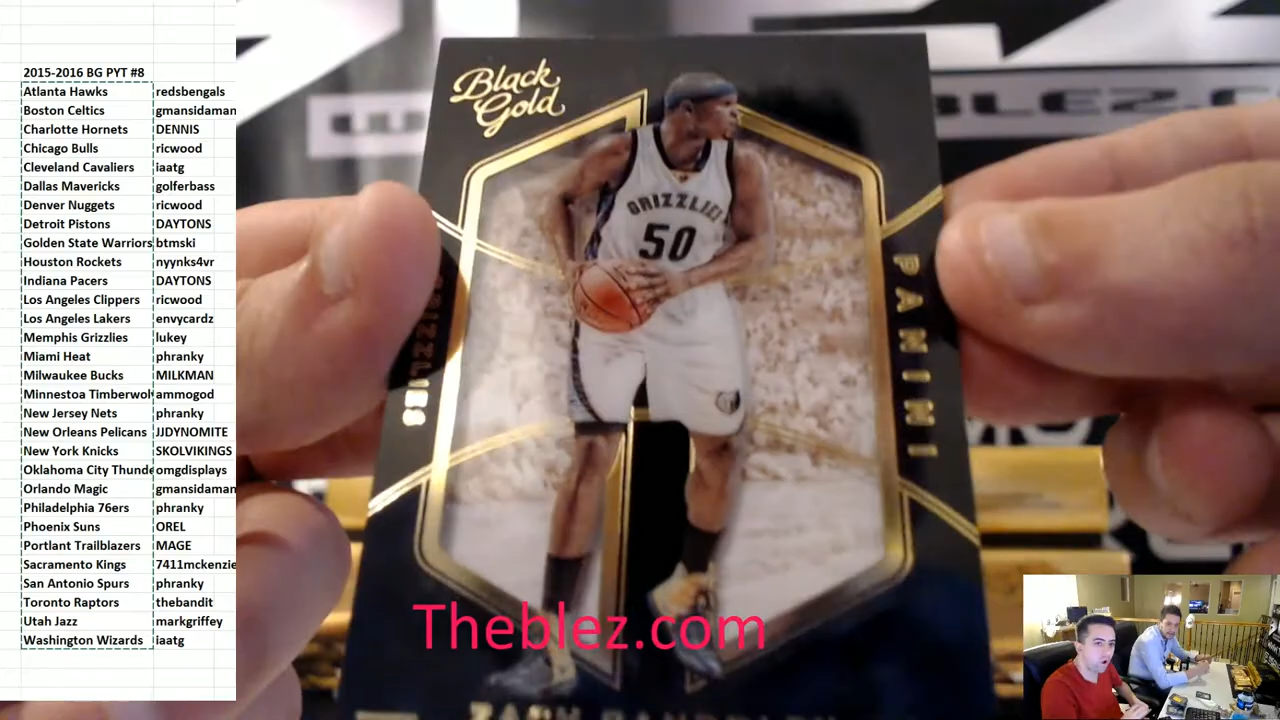 2015-2016 BG PYT #8
Atlanta Hawks redsbengals
Boston Celtics gmansidaman
Charlotte Hornets DENNIS
Chicago Bulls ricwood
Cleveland Cavaliers iaatg
Dallas Mavericks golferbass
Denver Nuggets ricwood
Detroit Pistons DAYTONS
Golden State Warriors btmski
Houston Rockets nyynks4vr
Indiana Pacers DAYTONS
Los Angeles Clippers ricwood
Los Angeles Lakers envycardz
Memphis Grizzlies lukey
Miami Heat phranky
Milwaukee Bucks MILKMAN
Minnestoa Timberwol ammogod
New Jersey Nets phranky
New Orleans Pelicans JJDYNOMITE
New York Knicks SKOLVIKINGS
Oklahoma City Thunde omgdisplays
Orlando Magic gmansidaman
Philadelphia 76ers phranky
Phoenix Suns OREL
Portlant Trailblazers MAGE
Sacramento Kings 7411mckenzie
San Antonio Spurs phranky
Toronto Raptors thebandit
Utah Jazz markgriffey
Washington Wizards iaatg
Black
Gold
GRIZZLIES
50
PANINI
Theblez.com